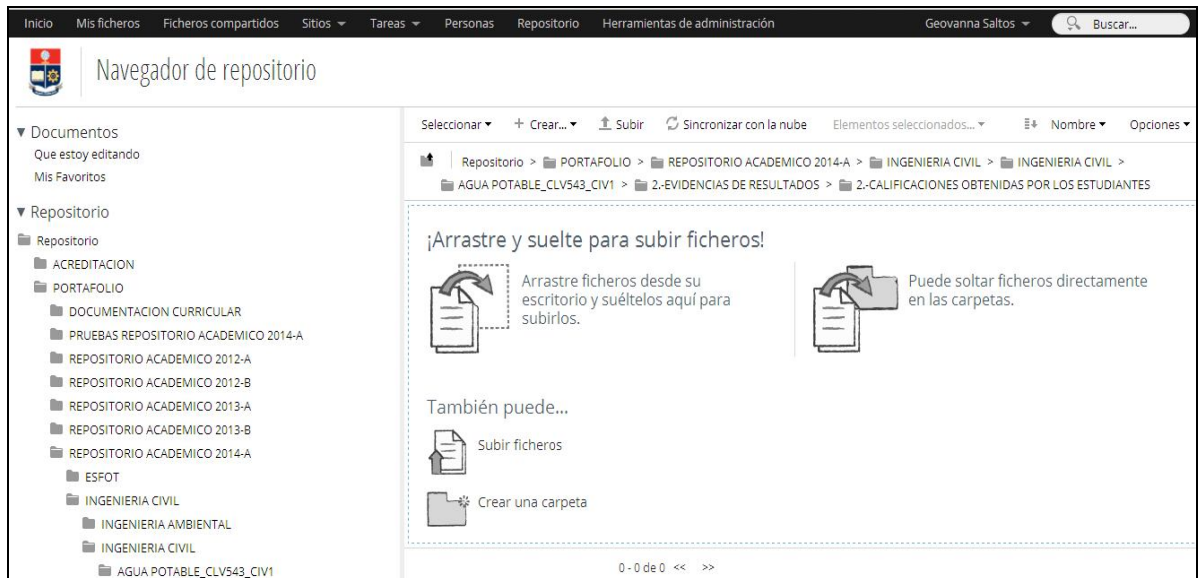 Inicio Mis ficheros Ficheros compartidos Sitios Tareas Personas Repositorio Herramientas de administración Geovanna Saltos Buscar...
Navegador de repositorio
Documentos
Que estoy editando
Mis Favoritos
Repositorio
Repositorio
ACREDITACION
PORTAFOLIO
DOCUMENTACION CURRICULAR
PRUEBAS REPOSITORIO ACADEMICO 2014-A
REPOSITORIO ACADEMICO 2012-A
REPOSITORIO ACADEMICO 2012-B
REPOSITORIO ACADEMICO 2013-A
REPOSITORIO ACADEMICO 2013-B
REPOSITORIO ACADEMICO 2014-A
ESFOT
INGENIERIA CIVIL
INGENIERIA AMBIENTAL
INGENIERIA CIVIL
AGUA POTABLE_CLV543_CIV1
Seleccionar + Crear... Subir Sincronizar con la nube Elementos seleccionados... Nombre Opciones
Repositorio > PORTAFOLIO > REPOSITORIO ACADEMICO 2014-A > INGENIERIA CIVIL > INGENIERIA CIVIL >
AGUA POTABLE_CLV543_CIV1 > 2.-EVIDENCIAS DE RESULTADOS > 2.-CALIFICACIONES OBTENIDAS POR LOS ESTUDIANTES
¡Arrastre y suelte para subir ficheros!
Arrastre ficheros desde su
escritorio y suéltelos aquí para
subirlos.
Puede soltar ficheros directamente
en las carpetas.
También puede...
Subir ficheros
Crear una carpeta
0 - 0 de 0 << >>